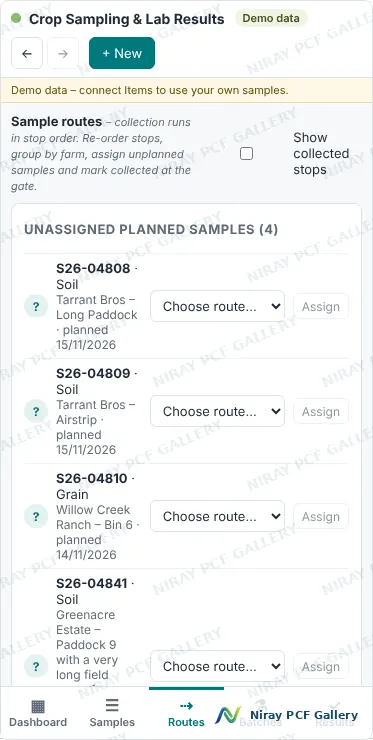 Crop Sampling & Lab Results Demo data
← → + New
Demo data – connect Items to use your own samples.
Sample routes – collection runs
in stop order. Re-order stops,
group by farm, assign unplanned
samples and mark collected at the
gate.
Show
collected
stops
UNASSIGNED PLANNED SAMPLES (4)
S26-04808 ·
Soil
Tarrant Bros –
Long Paddock
· planned
15/11/2026
? Choose route... Assign
S26-04809 ·
Soil
Tarrant Bros –
Airstrip ·
planned
15/11/2026
? Choose route... Assign
S26-04810 ·
Grain
Willow Creek
Ranch – Bin 6 ·
planned
14/11/2026
? Choose route... Assign
S26-04841 ·
Soil
Greenacre
Estate –
Paddock 9
with a very
long field
? Choose route... Assign
Dashboard Samples Routes Batches Results
Niray PCF Gallery
NIRAY PCF GALLERY